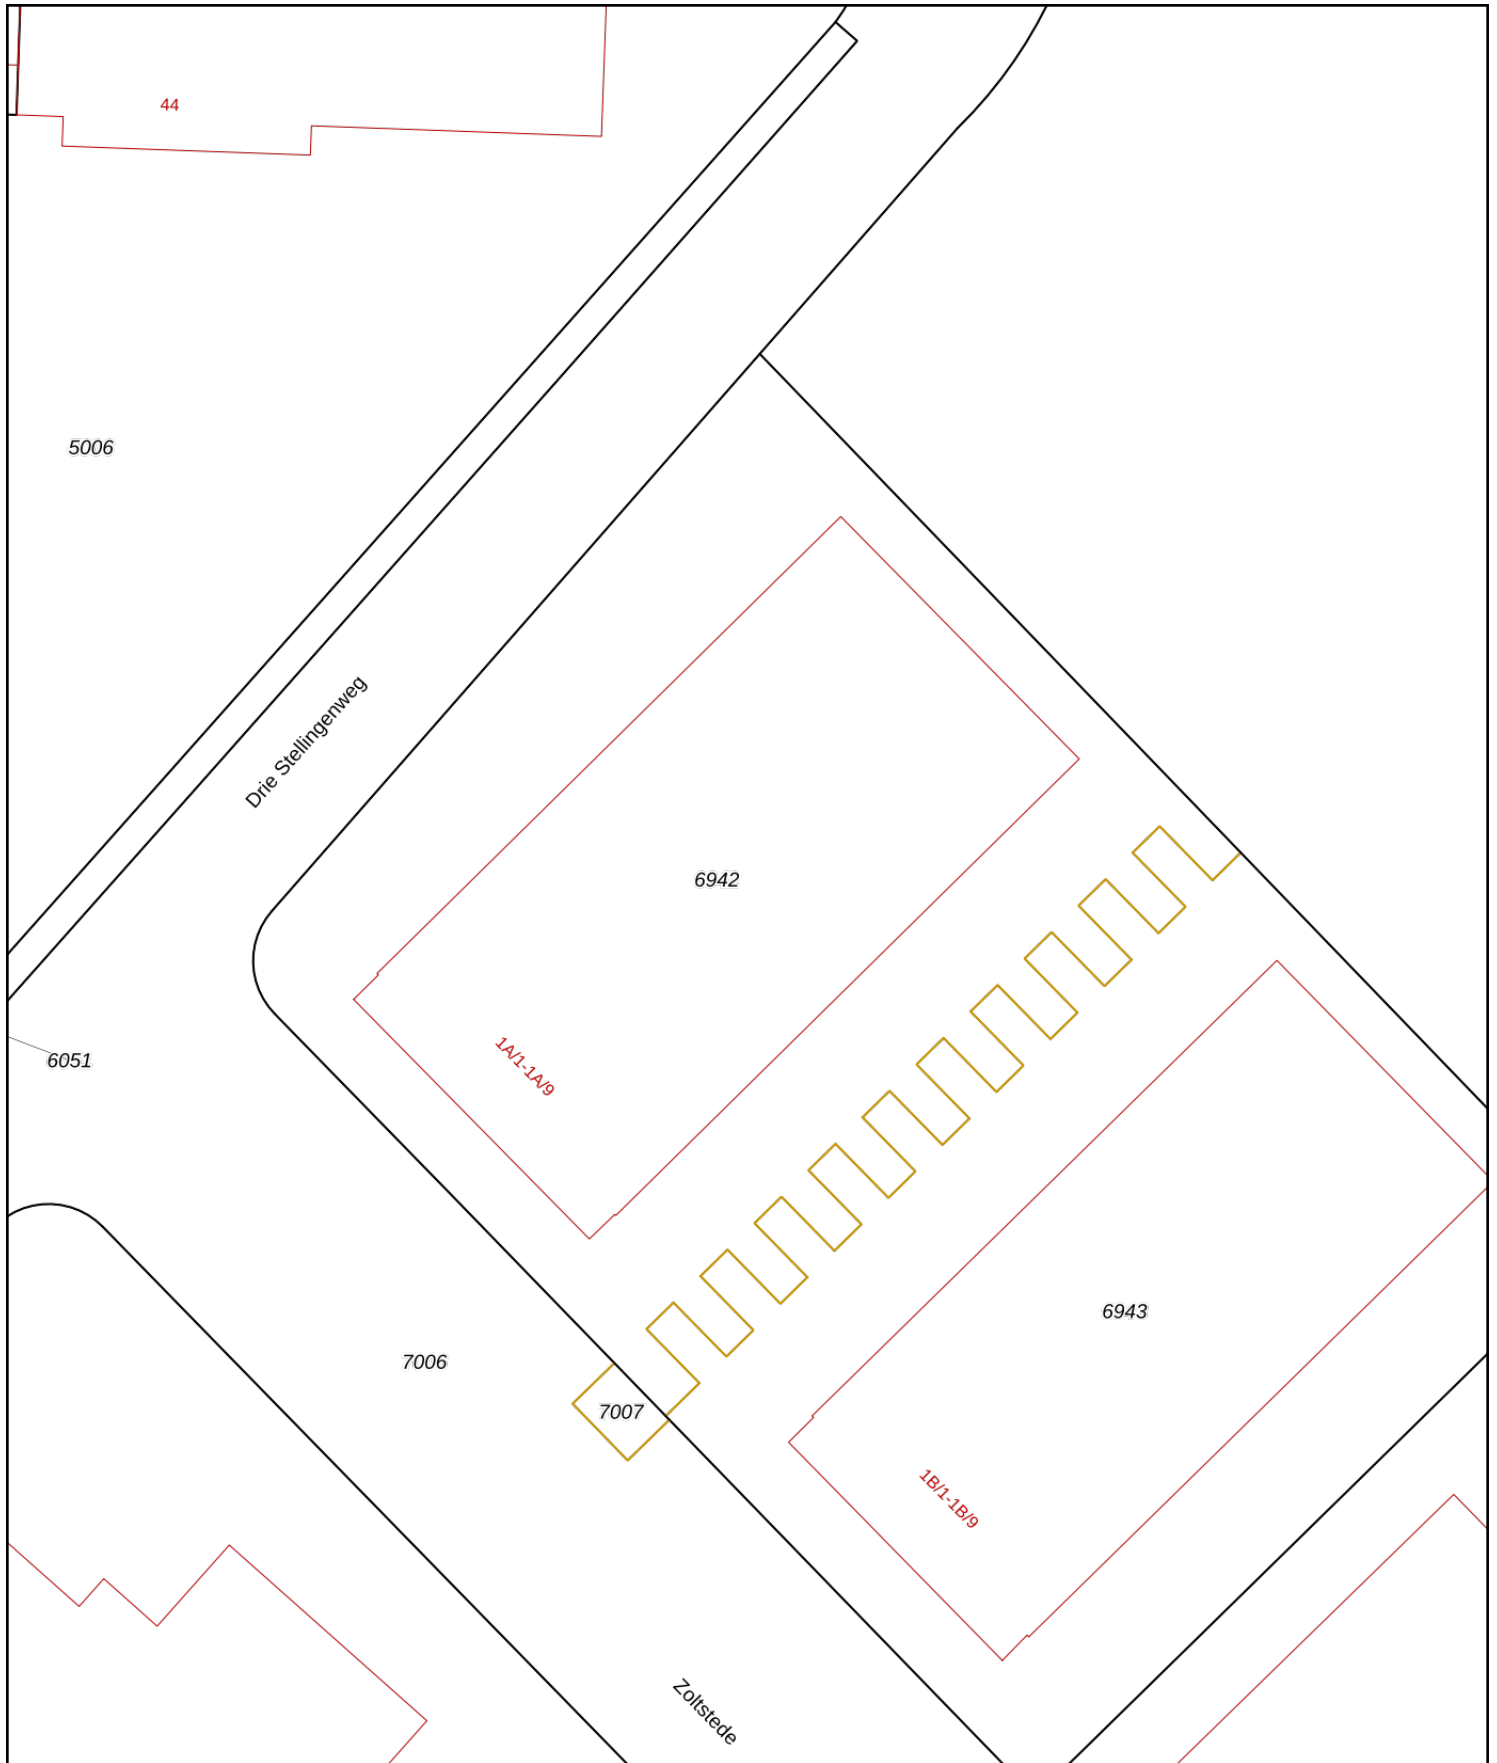 44
5006
Drie Stellingenweg
6942
6051
1A/1-1A/9
6943
7006
7007
1B/1-1B/9
Zoltstede